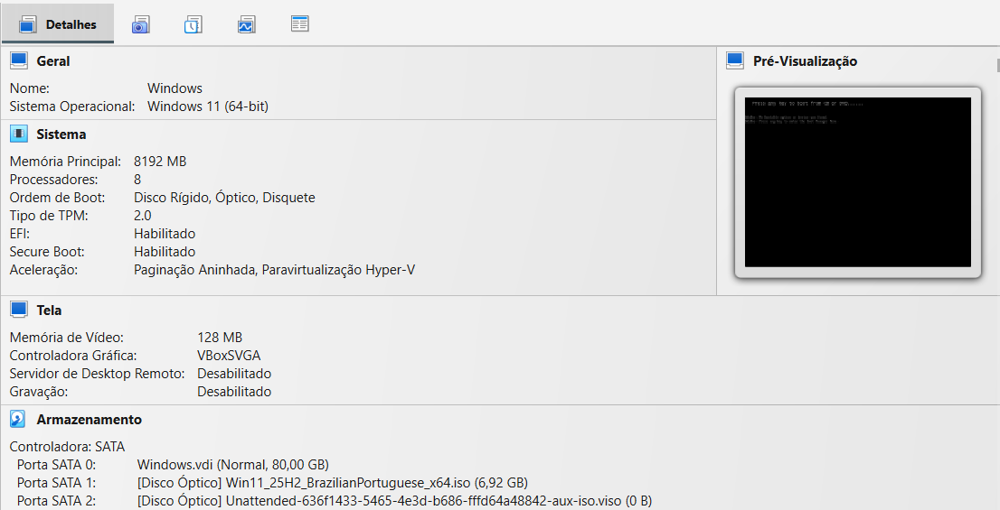 Detalhes
Geral
Nome: Windows
Sistema Operacional: Windows 11 (64-bit)
Sistema
Memória Principal: 8192 MB
Processadores: 8
Ordem de Boot: Disco Rígido, Óptico, Disquete
Tipo de TPM: 2.0
EFI: Habilitado
Secure Boot: Habilitado
Aceleração: Paginação Aninhada, Paravirtualização Hyper-V
Pré-Visualização
Press any key to boot from CD or DVD......
Tela
Memória de Vídeo: 128 MB
Controladora Gráfica: VBoxSVGA
Servidor de Desktop Remoto: Desabilitado
Gravação: Desabilitado
Armazenamento
Controladora: SATA
Porta SATA 0: Windows.vdi (Normal, 80,00 GB)
Porta SATA 1: [Disco Óptico] Win11_25H2_BrazilianPortuguese_x64.iso (6,92 GB)
Porta SATA 2: [Disco Óptico] Unattended-636f1433-5465-4e3d-b686-fffd64a48842-aux-iso.viso (0 B)